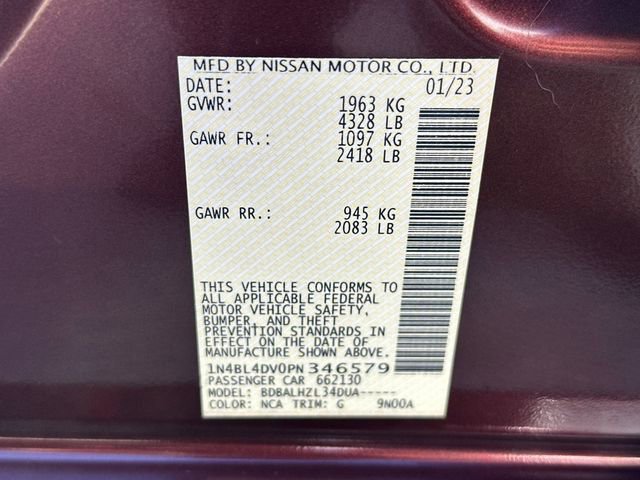 MFD BY NISSAN MOTOR CO., LTD.
DATE: 01/23
GVWR: 1963 KG
4328 LB
GAWR FR.: 1097 KG
2418 LB
GAWR RR.: 945 KG
2083 LB
THIS VEHICLE CONFORMS TO
ALL APPLICABLE FEDERAL
MOTOR VEHICLE SAFETY,
BUMPER, AND THEFT
PREVENTION STANDARDS IN
EFFECT ON THE DATE OF
MANUFACTURE SHOWN ABOVE.
1N4BL4DV0PN346579
PASSENGER CAR 662130
MODEL: BDBALHZL34DUA-----
COLOR: NCA TRIM: G 9N00A